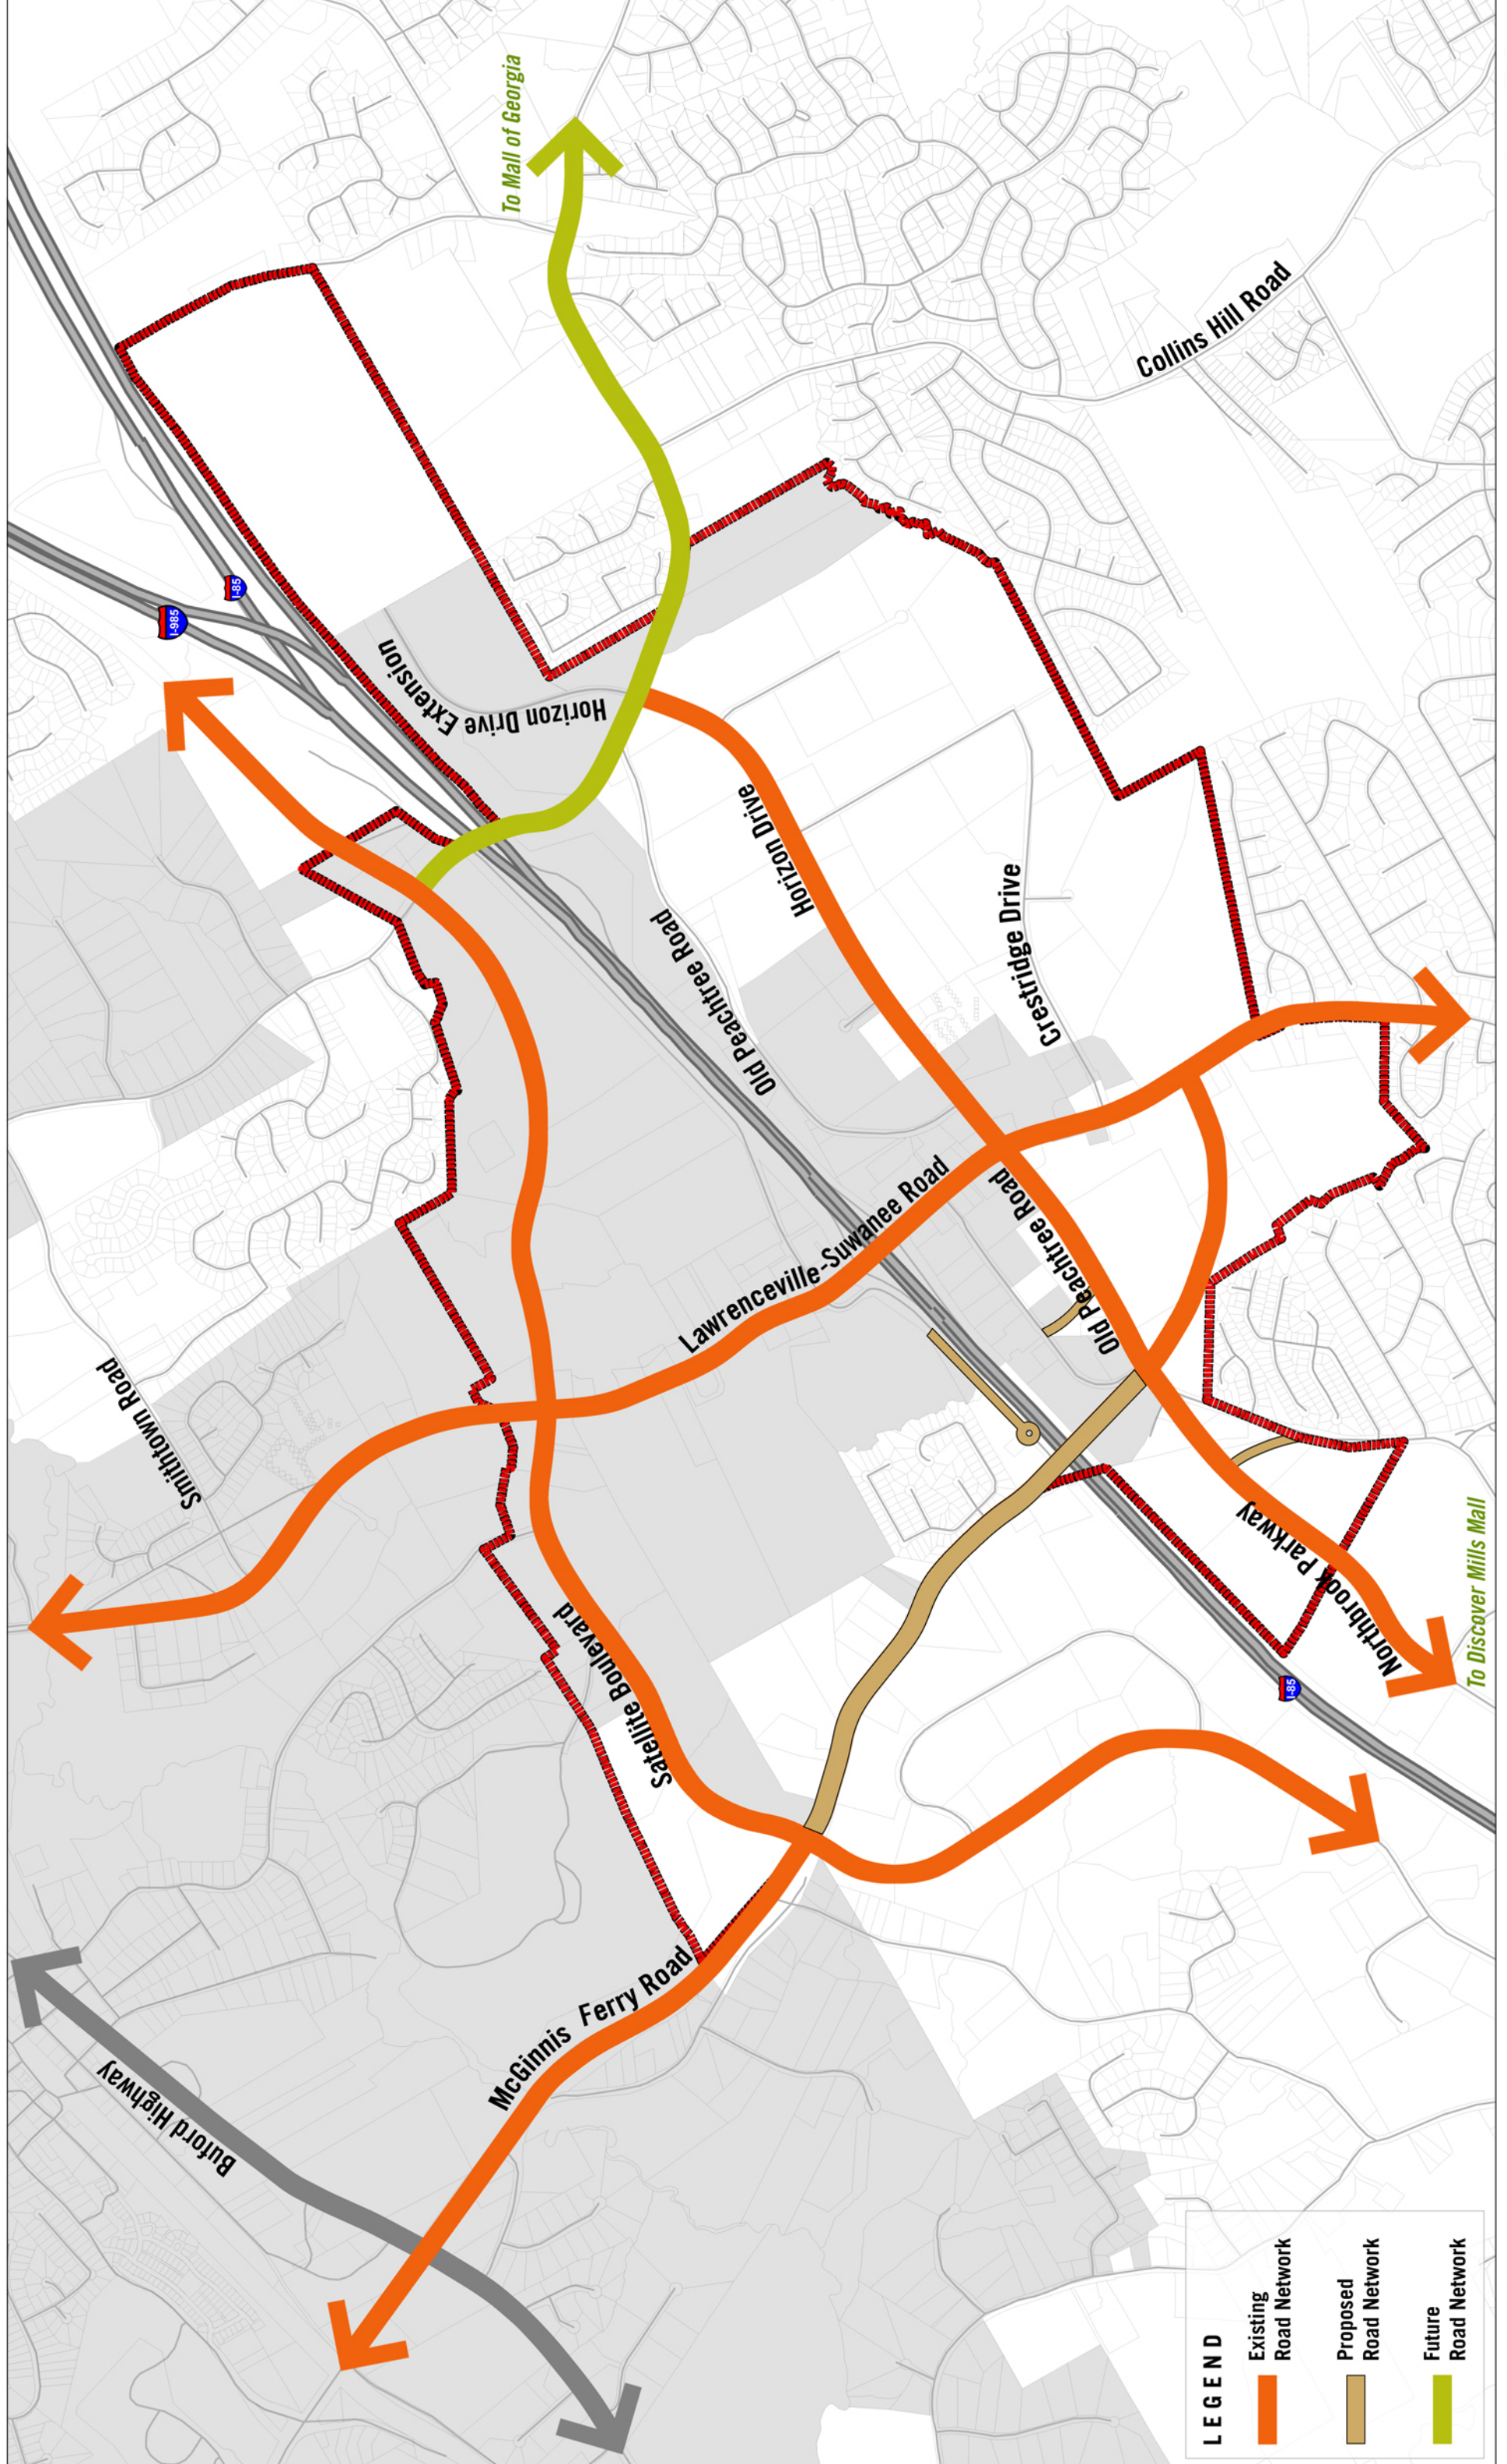 To Mall of Georgia
I-985
I-85
Horizon Drive Extension
Collins Hill Road
Horizon Drive
Old Peachtree Road
Crestridge Drive
Smithtown Road
Lawrenceville-Suwanee Road
Old Peachtree Road
Satellite Boulevard
Northbrook Parkway
To Discover Mills Mall
I-85
McGinnis Ferry Road
Buford Highway
LEGEND
Existing
Road Network
Proposed
Road Network
Future
Road Network